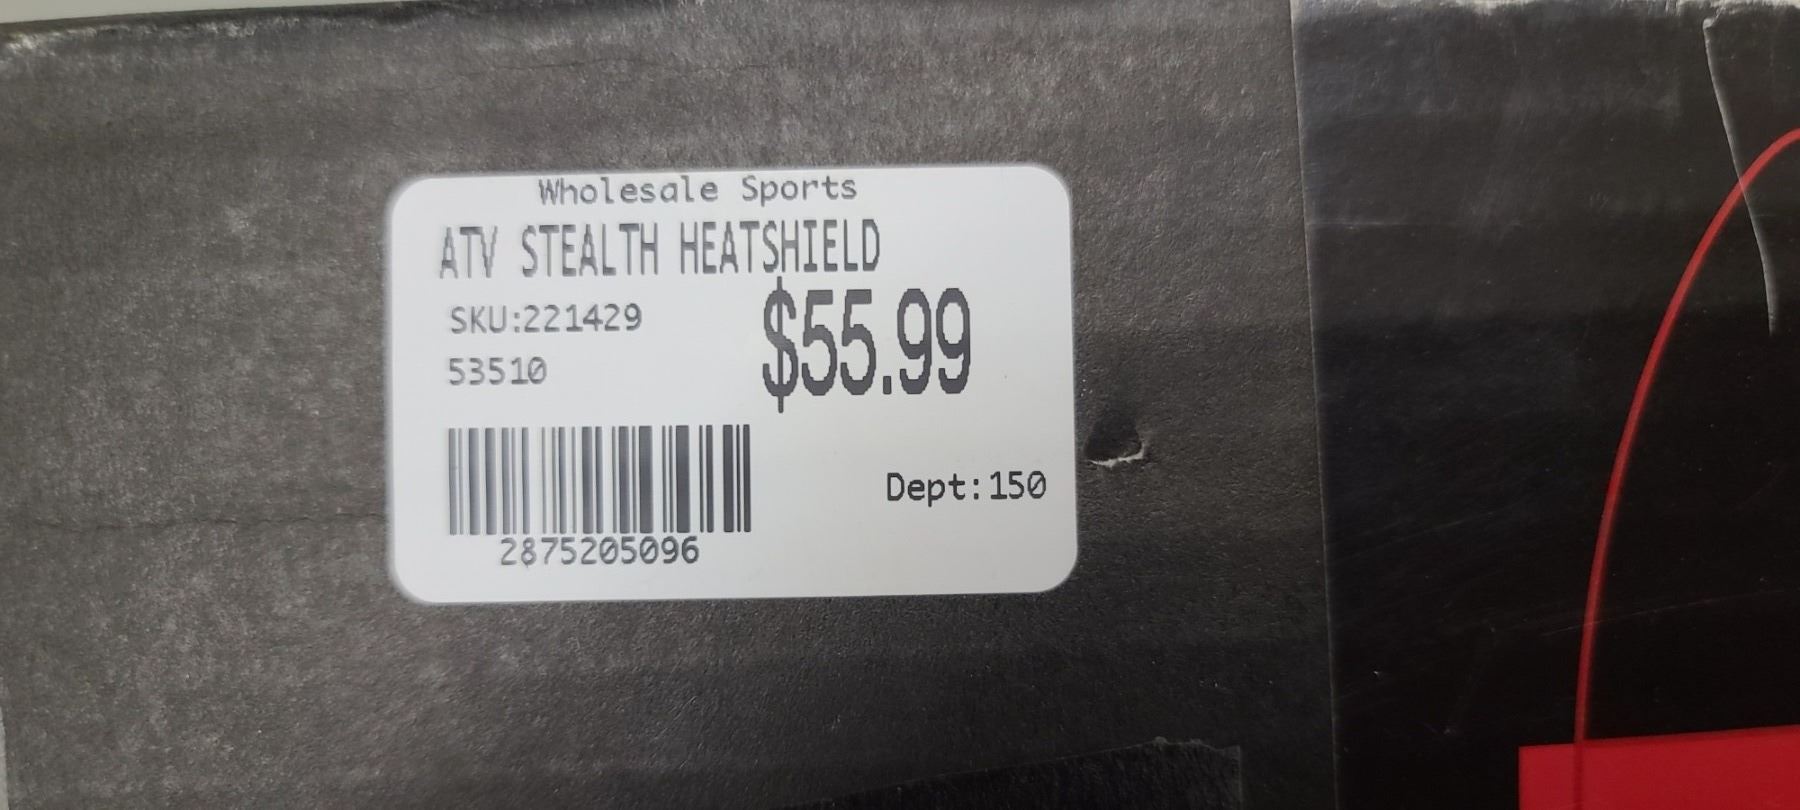 Wholesale Sports
ATV STEALTH HEATSHIELD
SKU:221429
$55.99
53510
Dept:150
2875205096